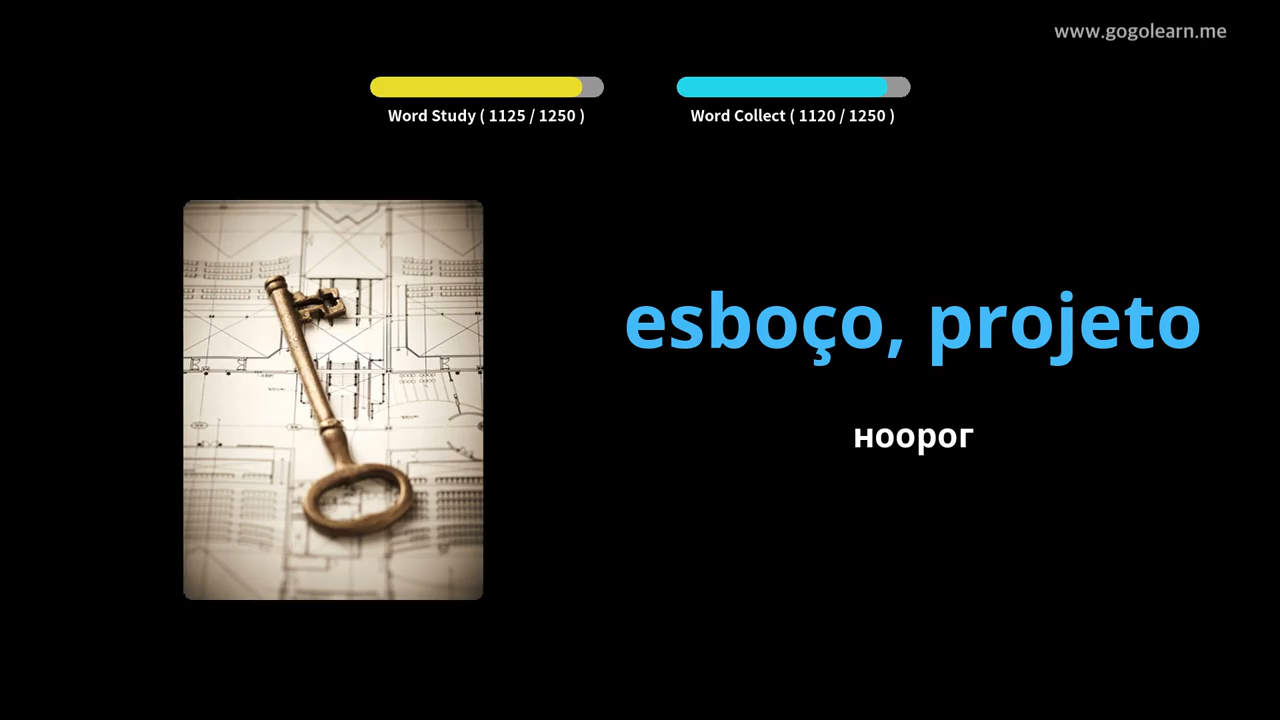 www.gogolearn.me
Word Study ( 1125 / 1250 )
Word Collect ( 1120 / 1250 )
esboço, projeto
ноорог